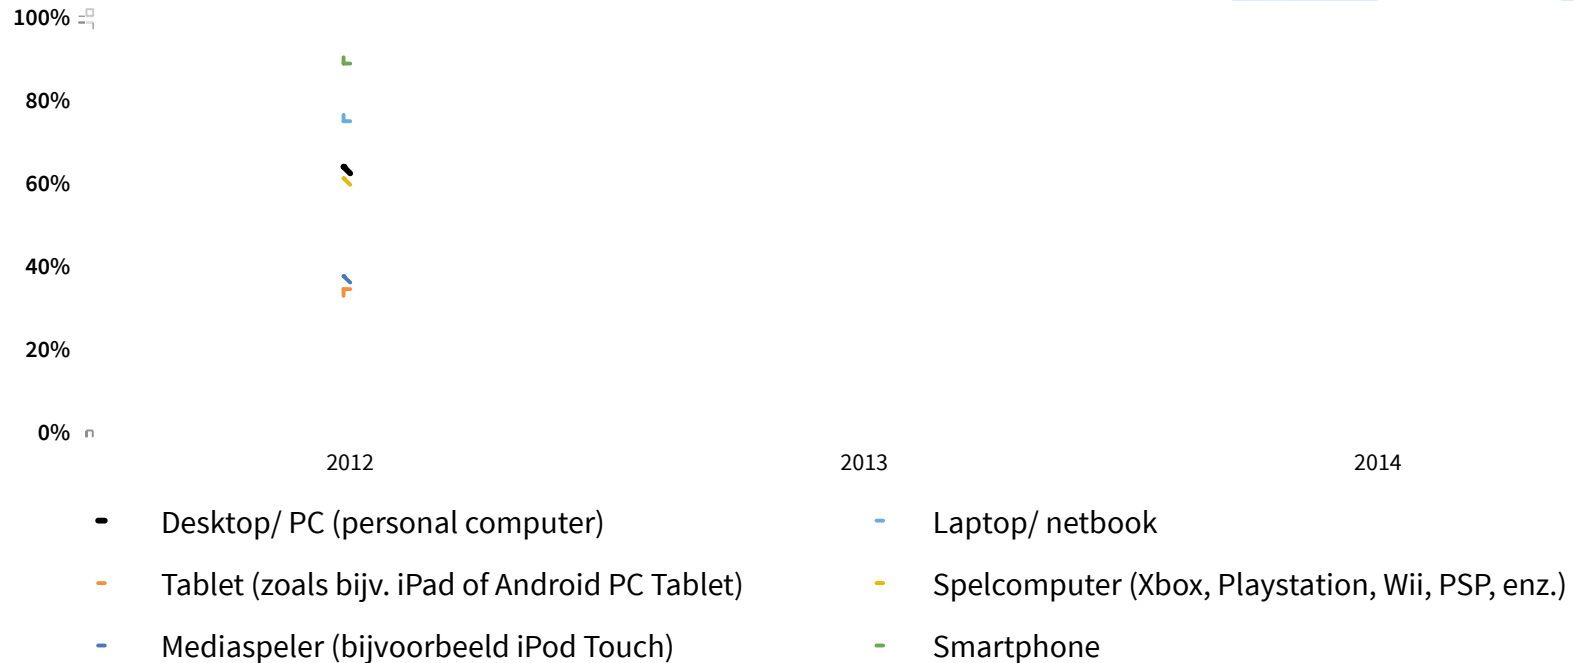 100%
80%
60%
40%
20%
0%
2012 2013 2014
Desktop/ PC (personal computer) Laptop/ netbook
Tablet (zoals bijv. iPad of Android PC Tablet) Spelcomputer (Xbox, Playstation, Wii, PSP, enz.)
Mediaspeler (bijvoorbeeld iPod Touch) Smartphone